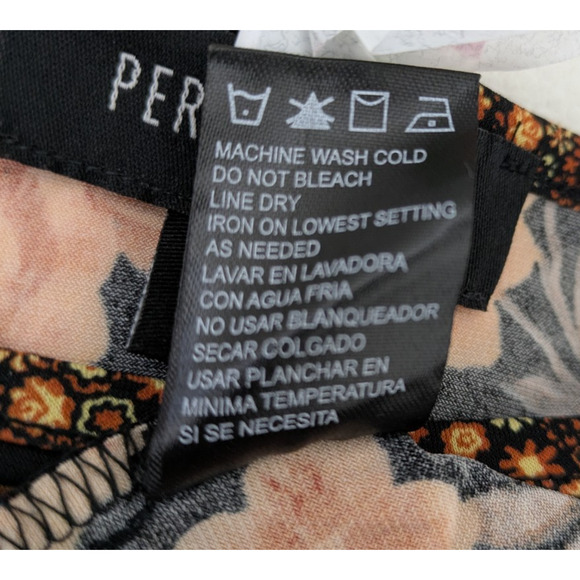 PER
MACHINE WASH COLD
DO NOT BLEACH
LINE DRY
IRON ON LOWEST SETTING
AS NEEDED
LAVAR EN LAVADORA
CON AGUA FRIA
NO USAR BLANQUEADOR
SECAR COLGADO
USAR PLANCHAR EN
MINIMA TEMPERATURA
SI SE NECESITA